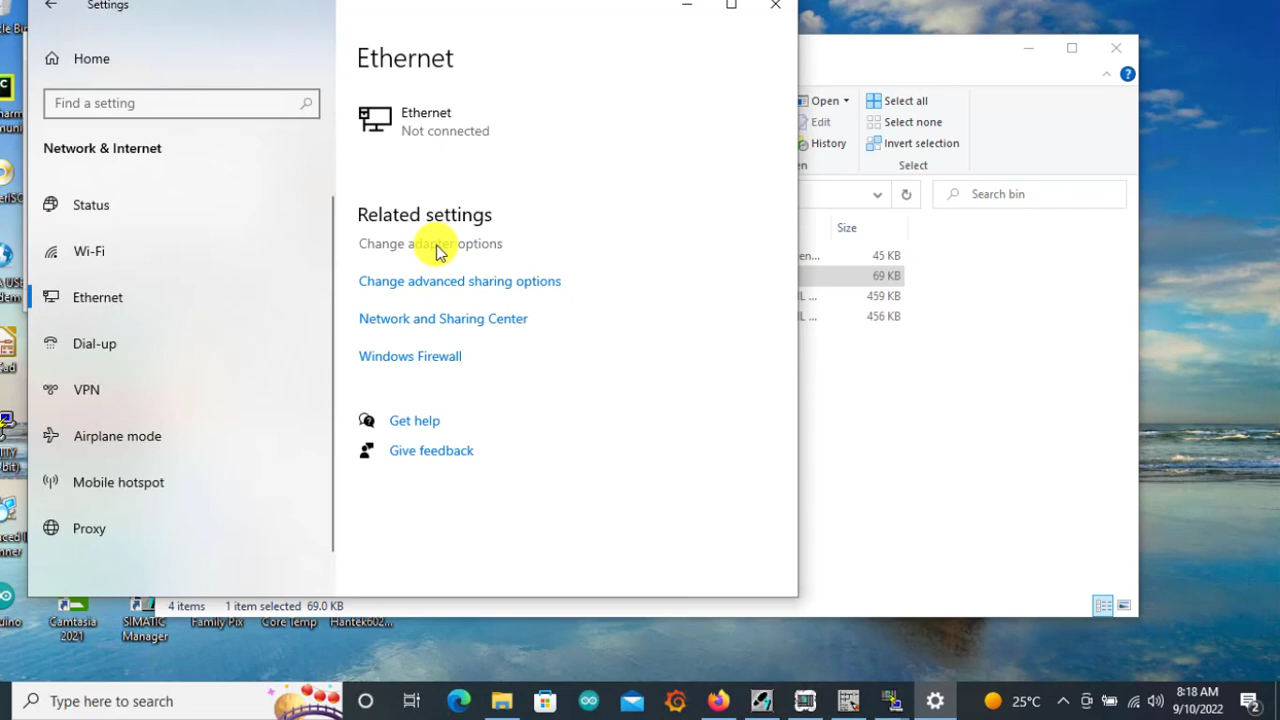 Settings
Home
Find a setting
Network & Internet
Status
Wi-Fi
Ethernet
Dial-up
VPN
Airplane mode
Mobile hotspot
Proxy
Ethernet
Ethernet
Not connected
Related settings
Change adapter options
Change advanced sharing options
Network and Sharing Center
Windows Firewall
Get help
Give feedback
Open
Edit
History
Select all
Select none
Invert selection
Select
Search bin
Size
45 KB
69 KB
459 KB
456 KB
4 items 1 item selected 69.0 KB
Camtasia
2021
SIMATIC
Manager
Family Pix
Core Temp
Hantek602...
Type here to search
25°C
8:18 AM
9/10/2022
2